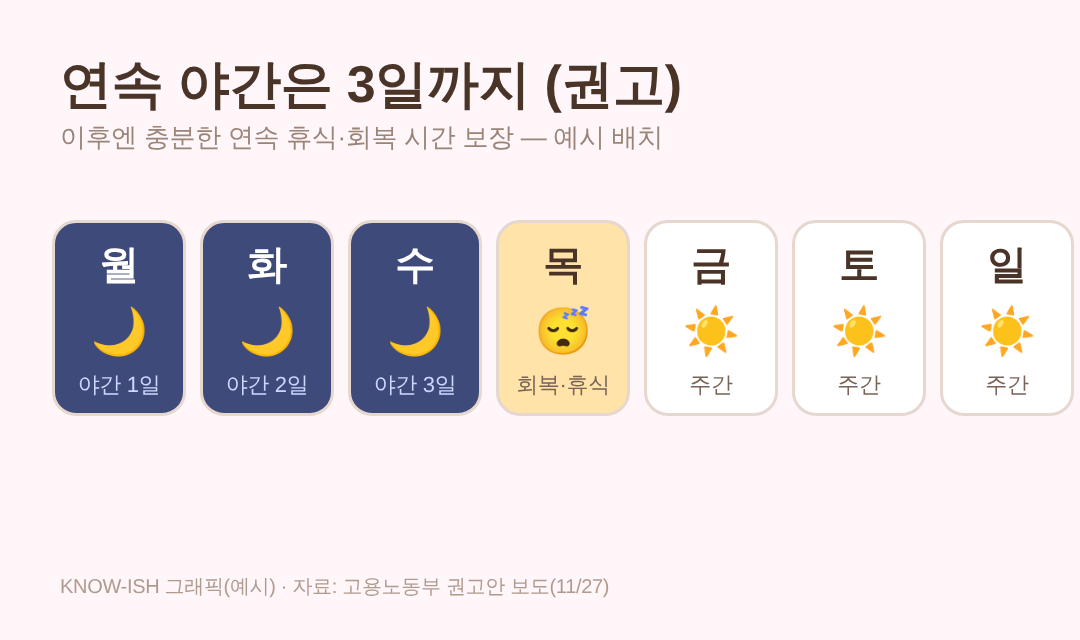 연속 야간은 3일까지 (권고)
이후엔 충분한 연속 휴식·회복 시간 보장 — 예시 배치
월
야간 1일
화
야간 2일
수
야간 3일
목
회복·휴식
금
주간
토
주간
일
주간
KNOW-ISH 그래픽(예시) · 자료: 고용노동부 권고안 보도(11/27)